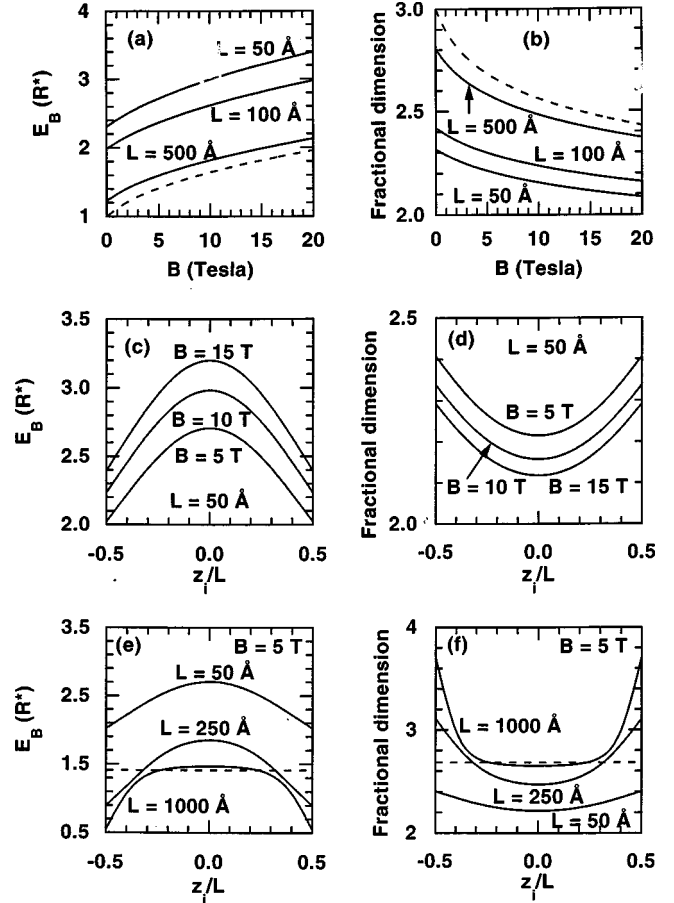 (a)
L = 50 Å
L = 100 Å
L = 500 Å
E_B (R*)
4
3
2
1
0 5 10 15 20
B (Tesla)
(b)
L = 500 Å
L = 100 Å
L = 50 Å
Fractional dimension
3.0
2.5
2.0
0 5 10 15 20
B (Tesla)
(c)
B = 15 T
B = 10 T
B = 5 T
L = 50 Å
E_B (R*)
3.5
3.0
2.5
2.0
-0.5 0.0 0.5
z_i/L
(d)
L = 50 Å
B = 5 T
B = 10 T B = 15 T
Fractional dimension
2.5
2.0
-0.5 0.0 0.5
z_i/L
(e)
B = 5 T
L = 50 Å
L = 250 Å
L = 1000 Å
E_B (R*)
3.5
2.5
1.5
0.5
-0.5 0.0 0.5
z_i/L
(f)
B = 5 T
L = 1000 Å
L = 250 Å
L = 50 Å
Fractional dimension
4
3
2
-0.5 0.0 0.5
z_i/L